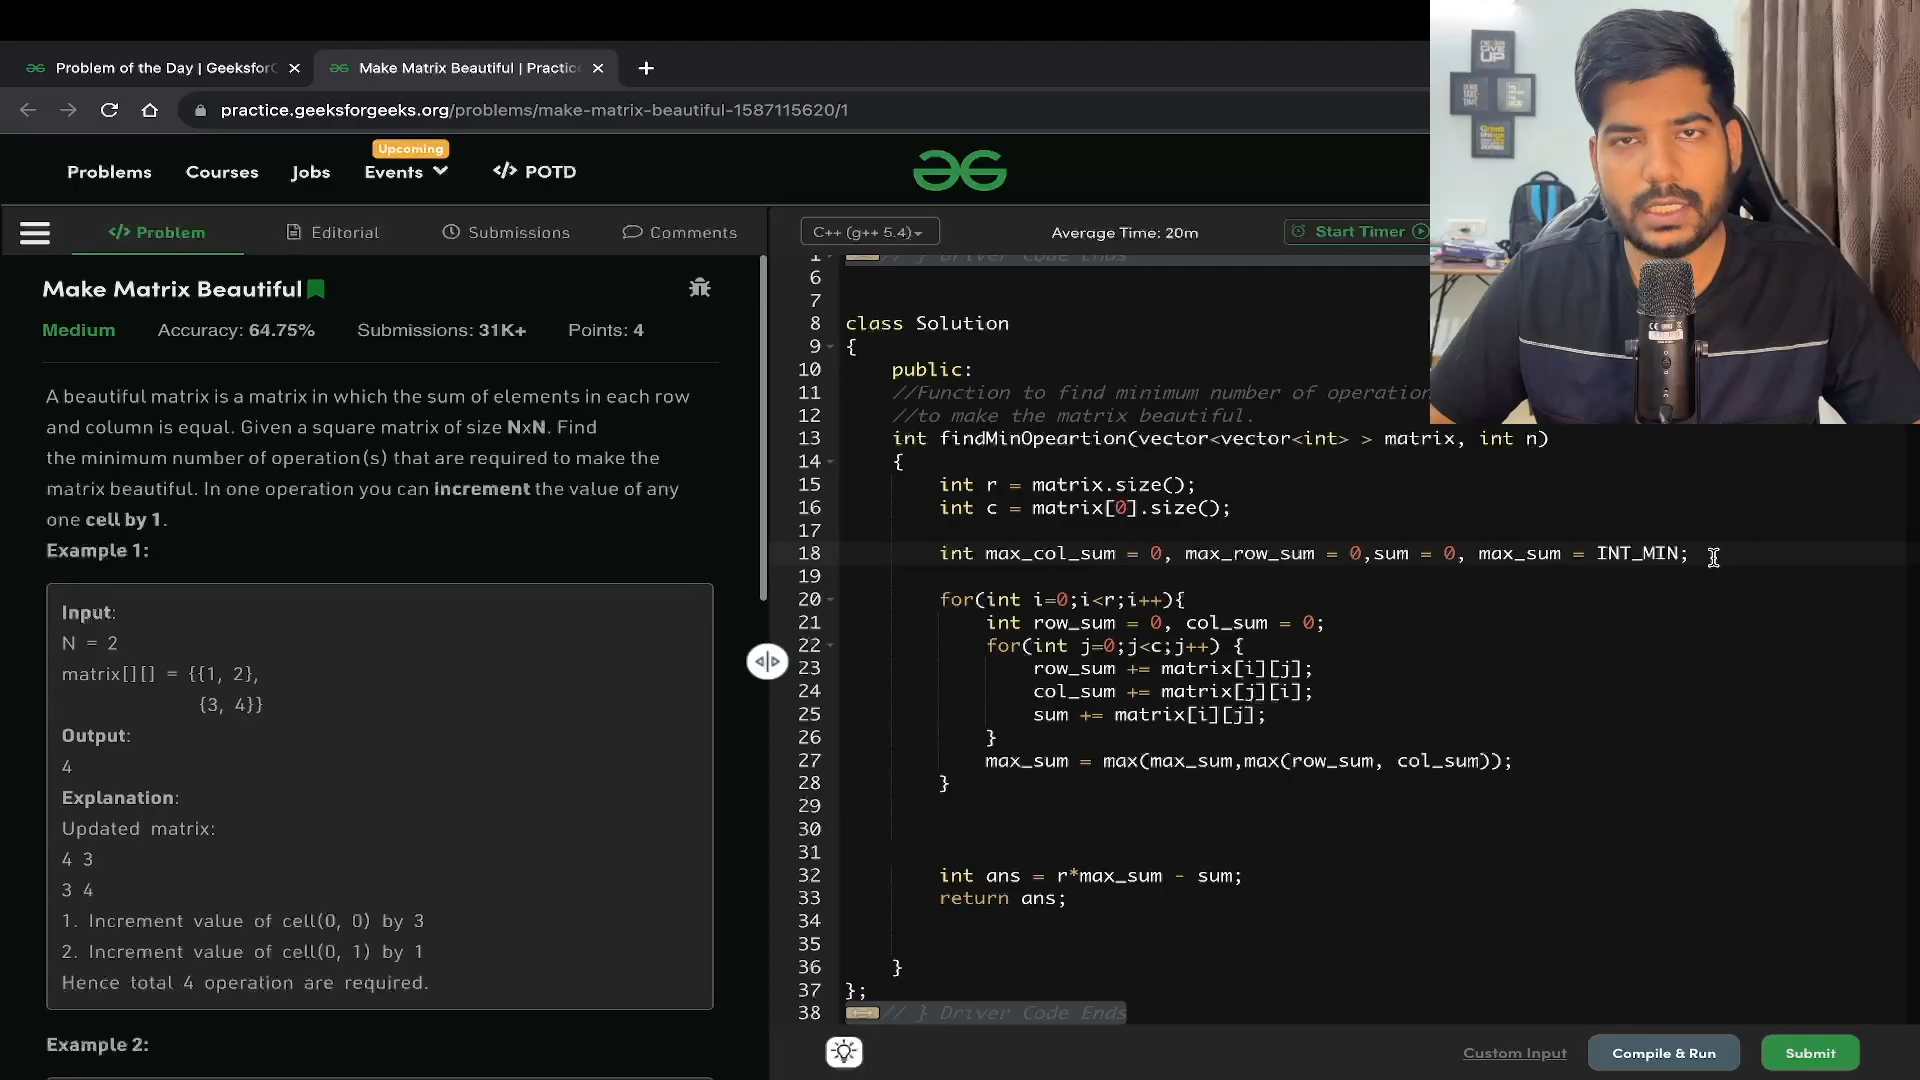 Problem of the Day | Geeksfor
Make Matrix Beautiful | Practic
practice.geeksforgeeks.org/problems/make-matrix-beautiful-1587115620/1
Problems
Courses
Jobs
Upcoming
Events
</> POTD
</> Problem
Editorial
Submissions
Comments
C++ (g++ 5.4)
Average Time: 20m
Start Timer
Make Matrix Beautiful
Medium Accuracy: 64.75% Submissions: 31K+ Points: 4
A beautiful matrix is a matrix in which the sum of elements in each row
and column is equal. Given a square matrix of size NxN. Find
the minimum number of operation(s) that are required to make the
matrix beautiful. In one operation you can increment the value of any
one cell by 1.
Example 1:
Input:
N = 2
matrix[][] = {{1, 2},
{3, 4}}
Output:
4
Explanation:
Updated matrix:
4 3
3 4
1. Increment value of cell(0, 0) by 3
2. Increment value of cell(0, 1) by 1
Hence total 4 operation are required.
Example 2:
1 // } Driver Code Ends
6
7
8 class Solution
9 {
10 public:
11 //Function to find minimum number of operation
12 //to make the matrix beautiful.
13 int findMinOpeartion(vector<vector<int> > matrix, int n)
14 {
15 int r = matrix.size();
16 int c = matrix[0].size();
17
18 int max_col_sum = 0, max_row_sum = 0,sum = 0, max_sum = INT_MIN;
19
20 for(int i=0;i<r;i++){
21 int row_sum = 0, col_sum = 0;
22 for(int j=0;j<c;j++) {
23 row_sum += matrix[i][j];
24 col_sum += matrix[j][i];
25 sum += matrix[i][j];
26 }
27 max_sum = max(max_sum,max(row_sum, col_sum));
28 }
29
30
31
32 int ans = r*max_sum - sum;
33 return ans;
34
35
36 }
37 };
38 // } Driver Code Ends
Custom Input
Compile & Run
Submit
NEVER
GIVE
UP